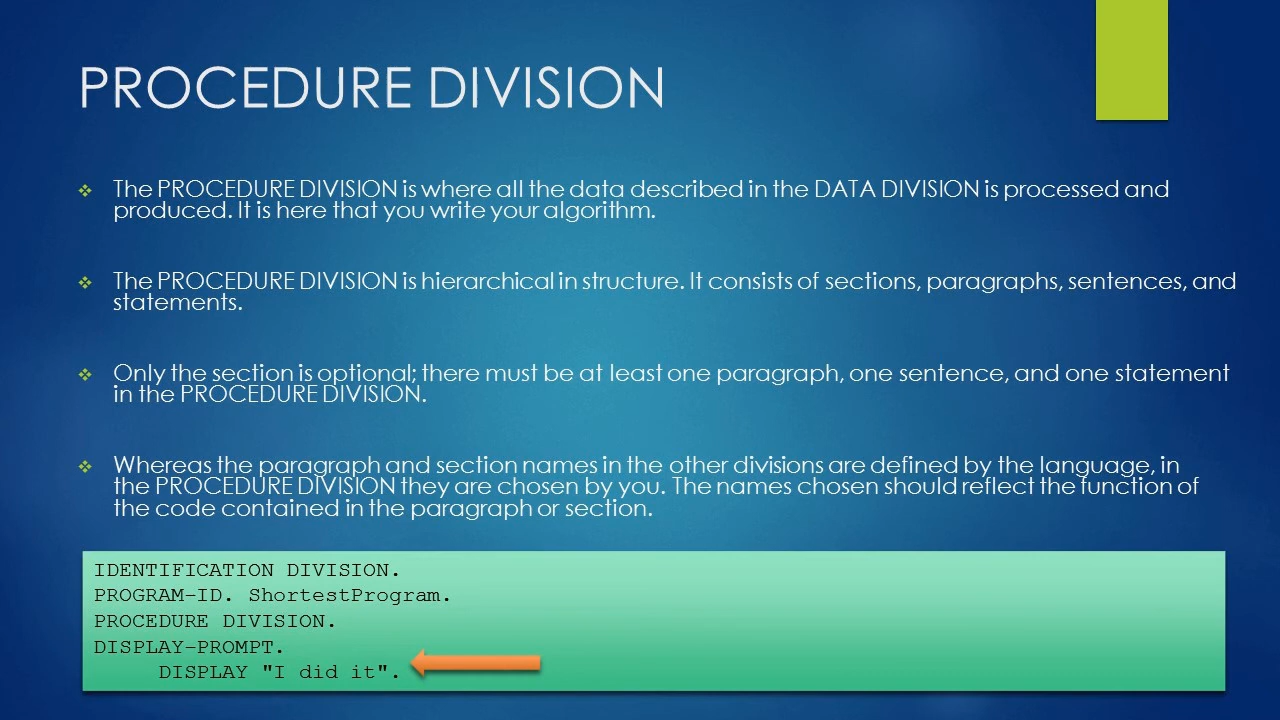 PROCEDURE DIVISION
The PROCEDURE DIVISION is where all the data described in the DATA DIVISION is processed and
produced. It is here that you write your algorithm.
The PROCEDURE DIVISION is hierarchical in structure. It consists of sections, paragraphs, sentences, and
statements.
Only the section is optional; there must be at least one paragraph, one sentence, and one statement
in the PROCEDURE DIVISION.
Whereas the paragraph and section names in the other divisions are defined by the language, in
the PROCEDURE DIVISION they are chosen by you. The names chosen should reflect the function of
the code contained in the paragraph or section.
IDENTIFICATION DIVISION.
PROGRAM-ID. ShortestProgram.
PROCEDURE DIVISION.
DISPLAY-PROMPT.
DISPLAY "I did it".